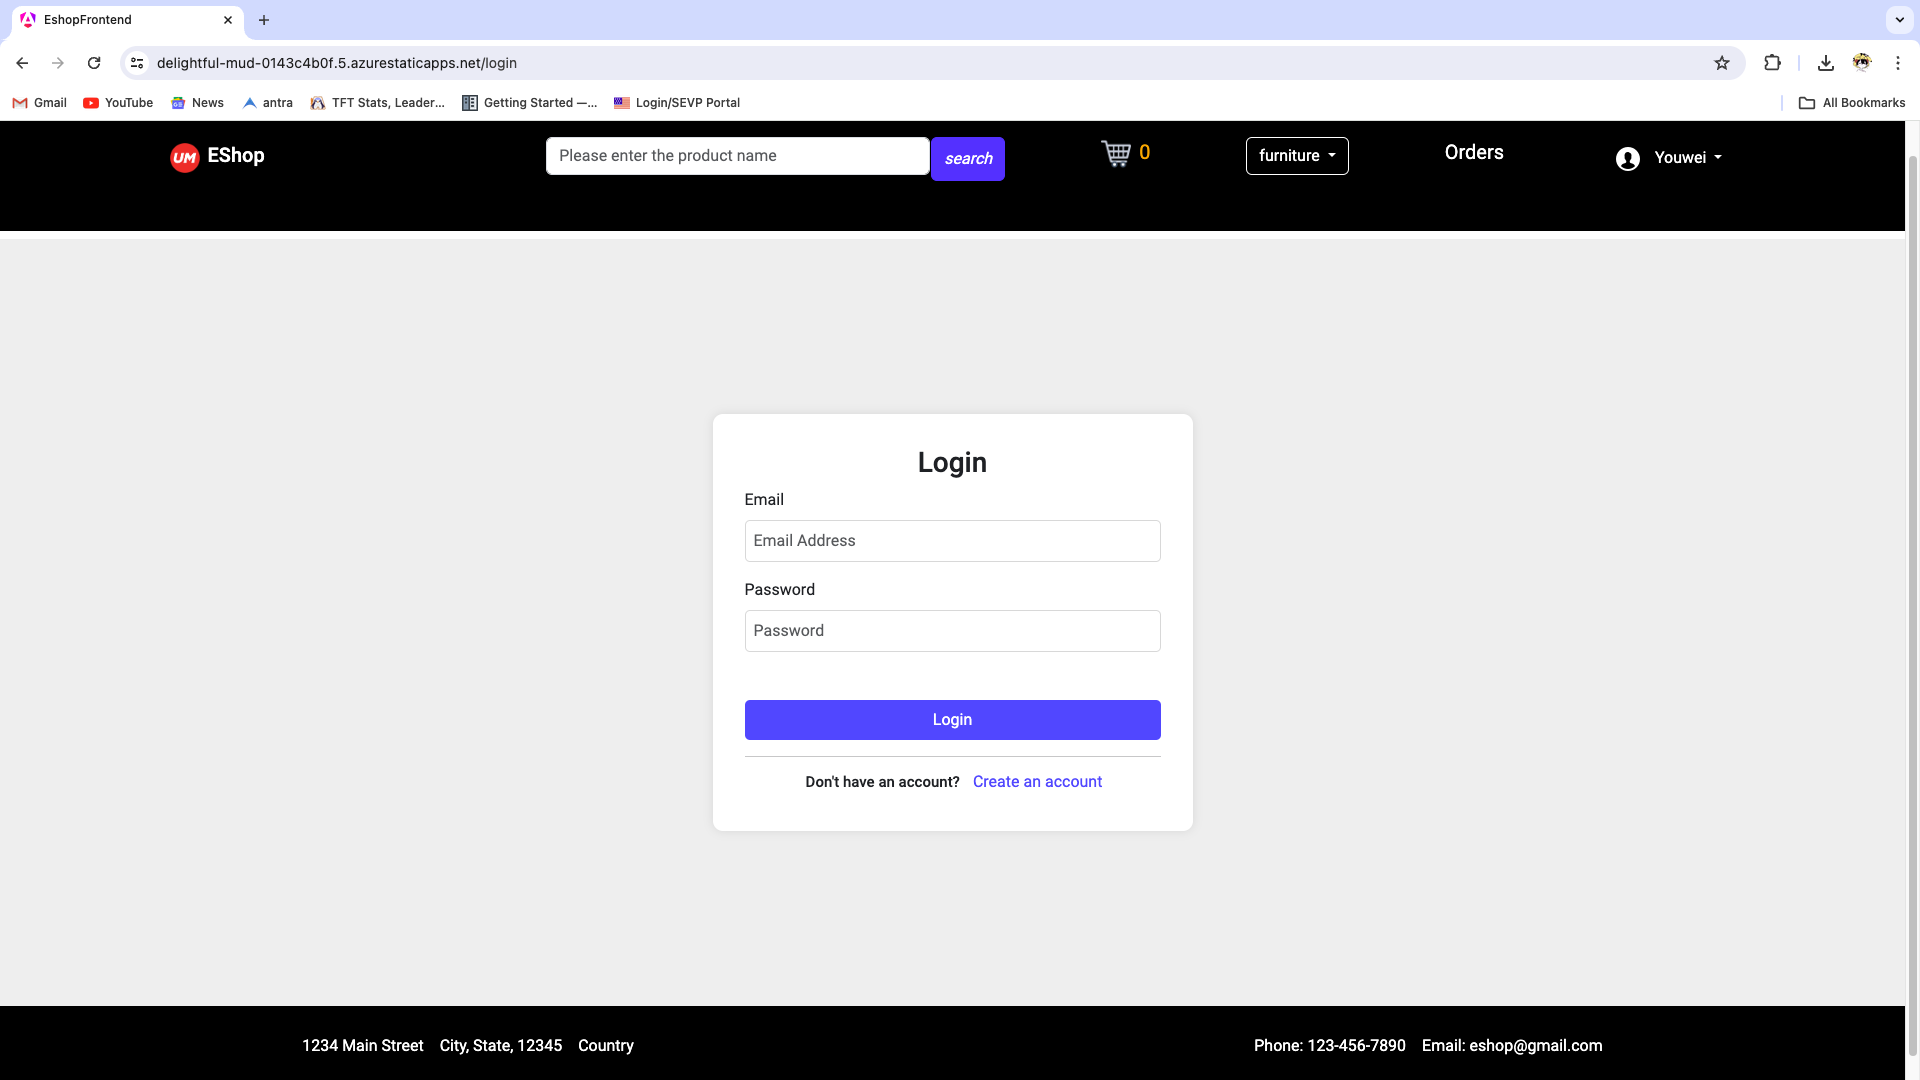 EshopFrontend
delightful-mud-0143c4b0f.5.azurestaticapps.net/login
Gmail YouTube News antra TFT Stats, Leader... Getting Started —... Login/SEVP Portal All Bookmarks
UM EShop Please enter the product name search 0 furniture Orders Youwei
Login
Email
Email Address
Password
Password
Login
Don't have an account? Create an account
1234 Main Street City, State, 12345 Country Phone: 123-456-7890 Email: eshop@gmail.com